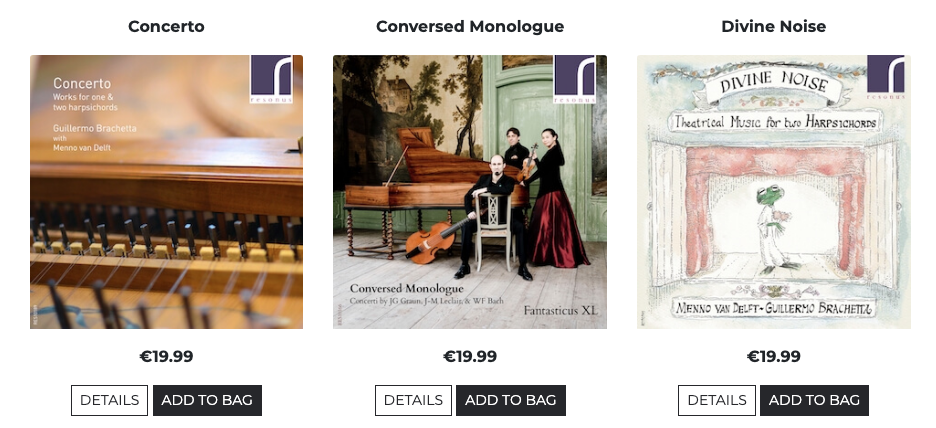 Concerto
Conversed Monologue
Divine Noise
Concerto
Works for one &
two harpsichords
Guillermo Brachetta
with
Menno van Delft
resonus
resonus
Conversed Monologue
Concerti by JG Graun, J-M Leclair, & WF Bach
Fantasticus XL
resonus
DIVINE NOISE
Theatrical Music for two HARPSICHORDS
MENNO VAN DELFT - GUILLERMO BRACHETTA
€19.99
€19.99
€19.99
DETAILS
ADD TO BAG
DETAILS
ADD TO BAG
DETAILS
ADD TO BAG